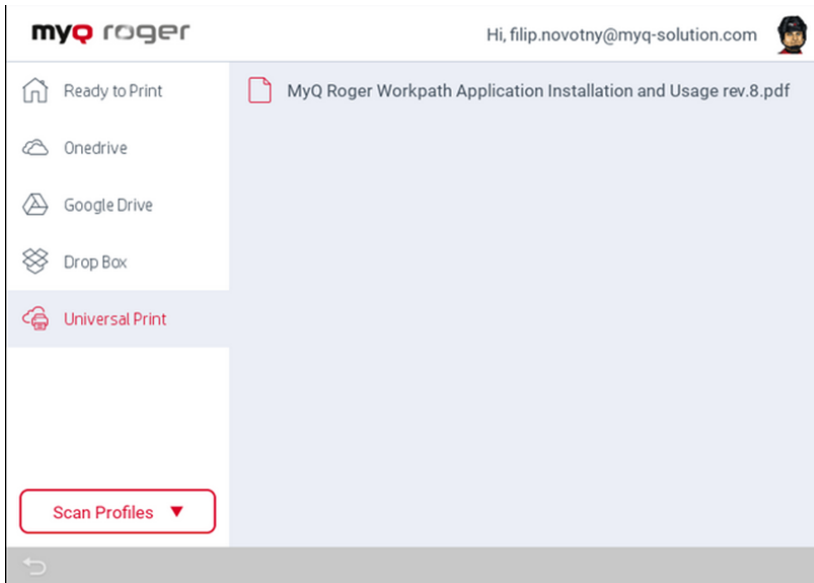 myQ roger
Hi, filip.novotny@myq-solution.com
Ready to Print
MyQ Roger Workpath Application Installation and Usage rev.8.pdf
Onedrive
Google Drive
Drop Box
Universal Print
Scan Profiles